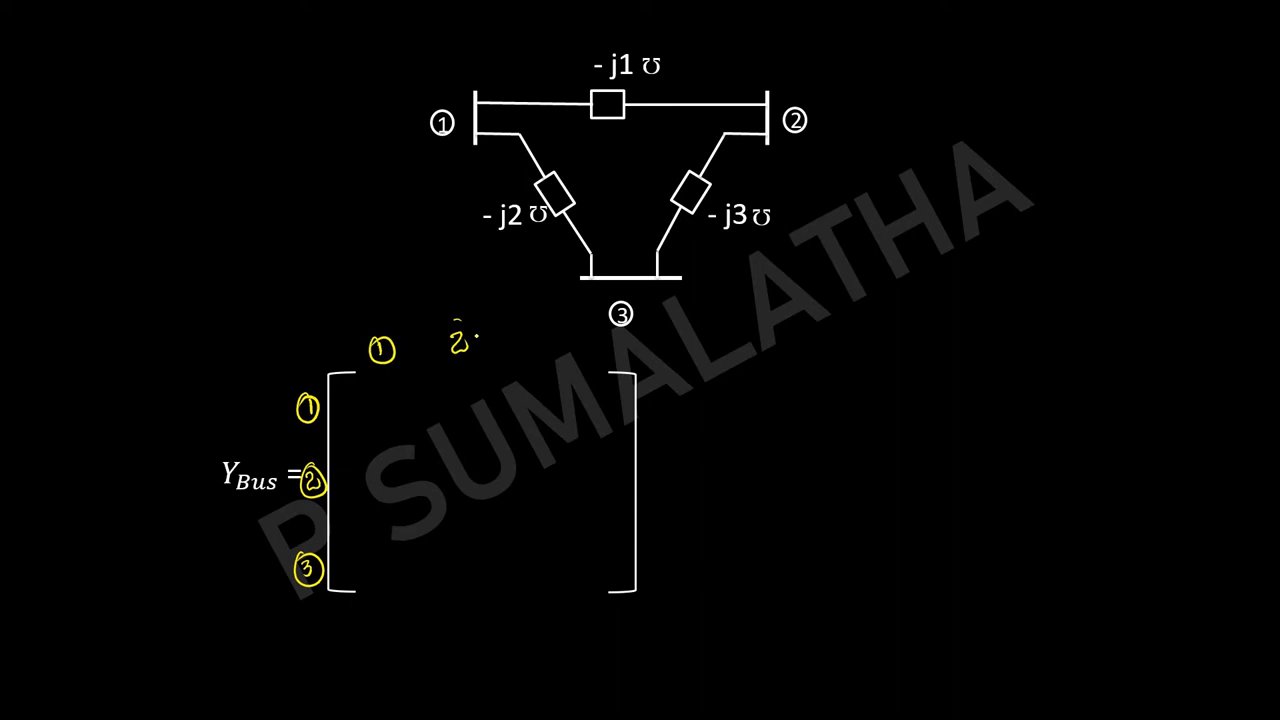 - j1 ℧
① ②
- j2 ℧ - j3 ℧
③
① 2
①
Y_Bus = ②
③
P SUMALATHA